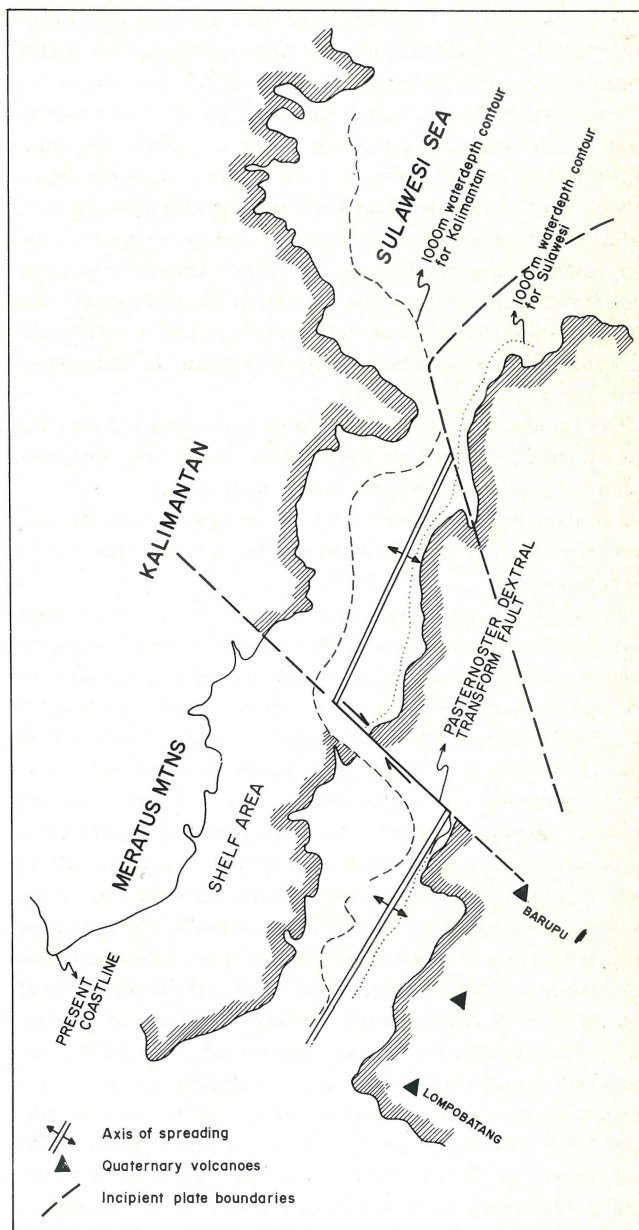 SULAWESI SEA
1000m waterdepth contour
for Kalimantan
1000m waterdepth contour
for Sulawesi
KALIMANTAN
PASTERNOSTER DEXTRAL
TRANSFORM FAULT
MERATUS MTNS
SHELF AREA
PRESENT
COASTLINE
BARUPU
LOMPOBATANG
Axis of spreading
Quaternary volcanoes
Incipient plate boundaries